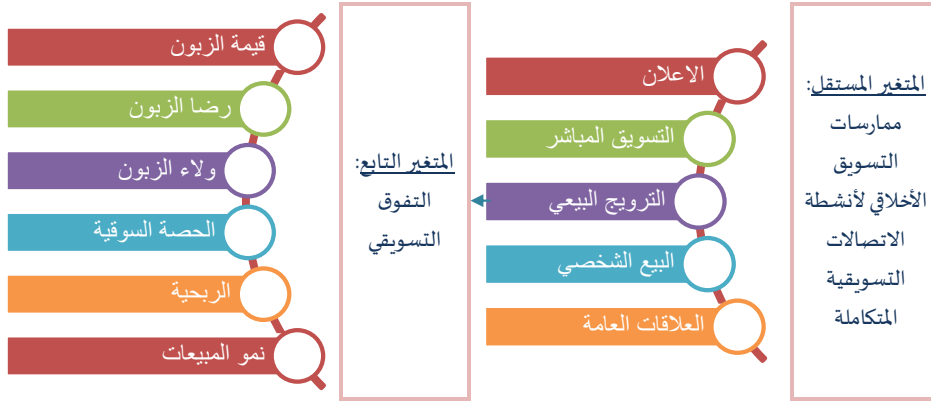 المتغير المستقل:
ممارسات
التسويق
الأخلاقي لأنشطة
الاتصالات
التسويقية
المتكاملة
الاعلان
التسويق المباشر
الترويج البيعي
البيع الشخصي
العلاقات العامة
المتغير التابع:
التفوق
التسويقي
قيمة الزبون
رضا الزبون
ولاء الزبون
الحصة السوقية
الربحية
نمو المبيعات